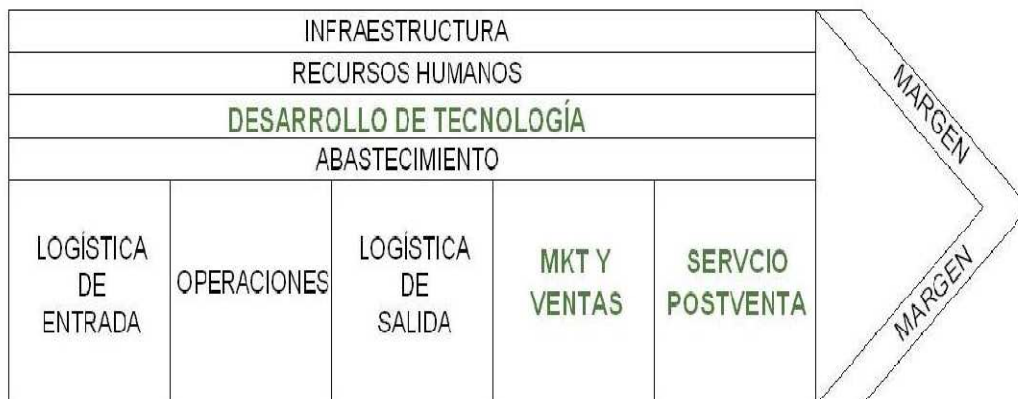 INFRAESTRUCTURA
RECURSOS HUMANOS
DESARROLLO DE TECNOLOGÍA
ABASTECIMIENTO
LOGÍSTICA
DE
ENTRADA
OPERACIONES
LOGÍSTICA
DE
SALIDA
MKT Y
VENTAS
SERVCIO
POSTVENTA
MARGEN
MARGEN